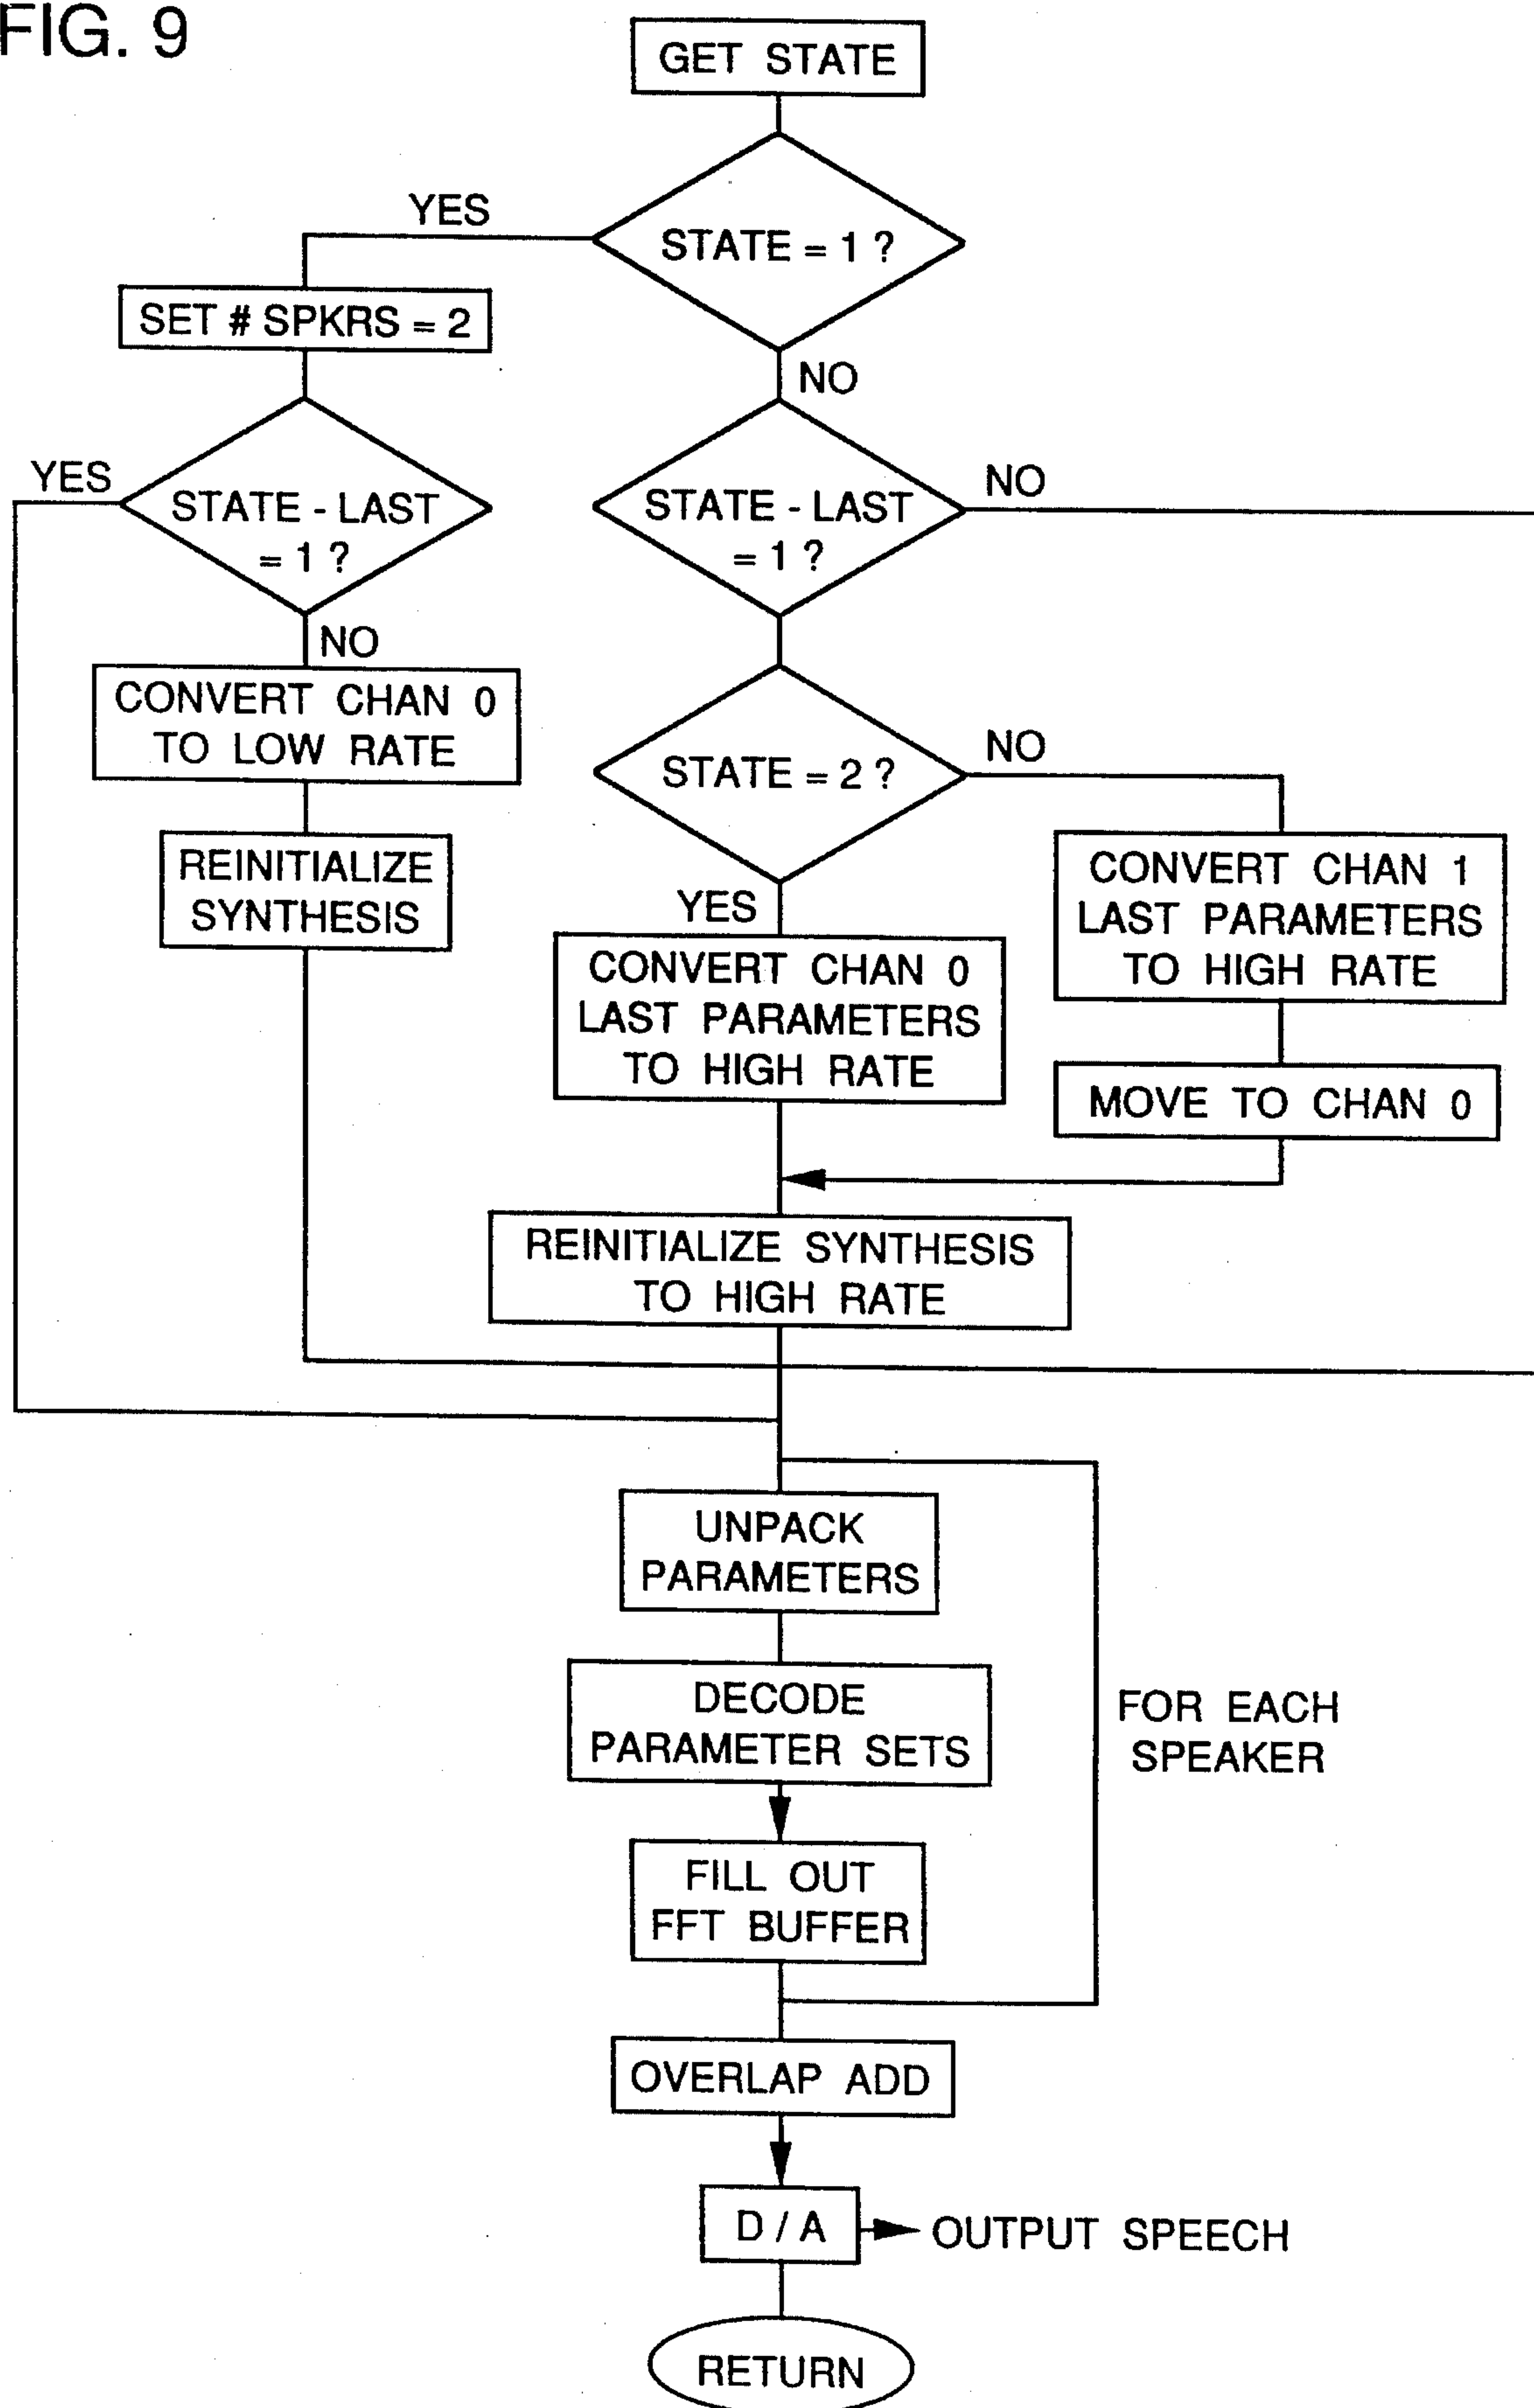 FIG. 9
GET STATE
YES
STATE = 1 ?
SET # SPKRS = 2
NO
YES
STATE - LAST
= 1 ?
STATE - LAST
= 1 ?
NO
NO
CONVERT CHAN 0
TO LOW RATE
STATE = 2 ?
NO
REINITIALIZE
SYNTHESIS
YES
CONVERT CHAN 1
LAST PARAMETERS
TO HIGH RATE
CONVERT CHAN 0
LAST PARAMETERS
TO HIGH RATE
MOVE TO CHAN 0
REINITIALIZE SYNTHESIS
TO HIGH RATE
UNPACK
PARAMETERS
DECODE
PARAMETER SETS
FOR EACH
SPEAKER
FILL OUT
FFT BUFFER
OVERLAP ADD
D / A
OUTPUT SPEECH
RETURN